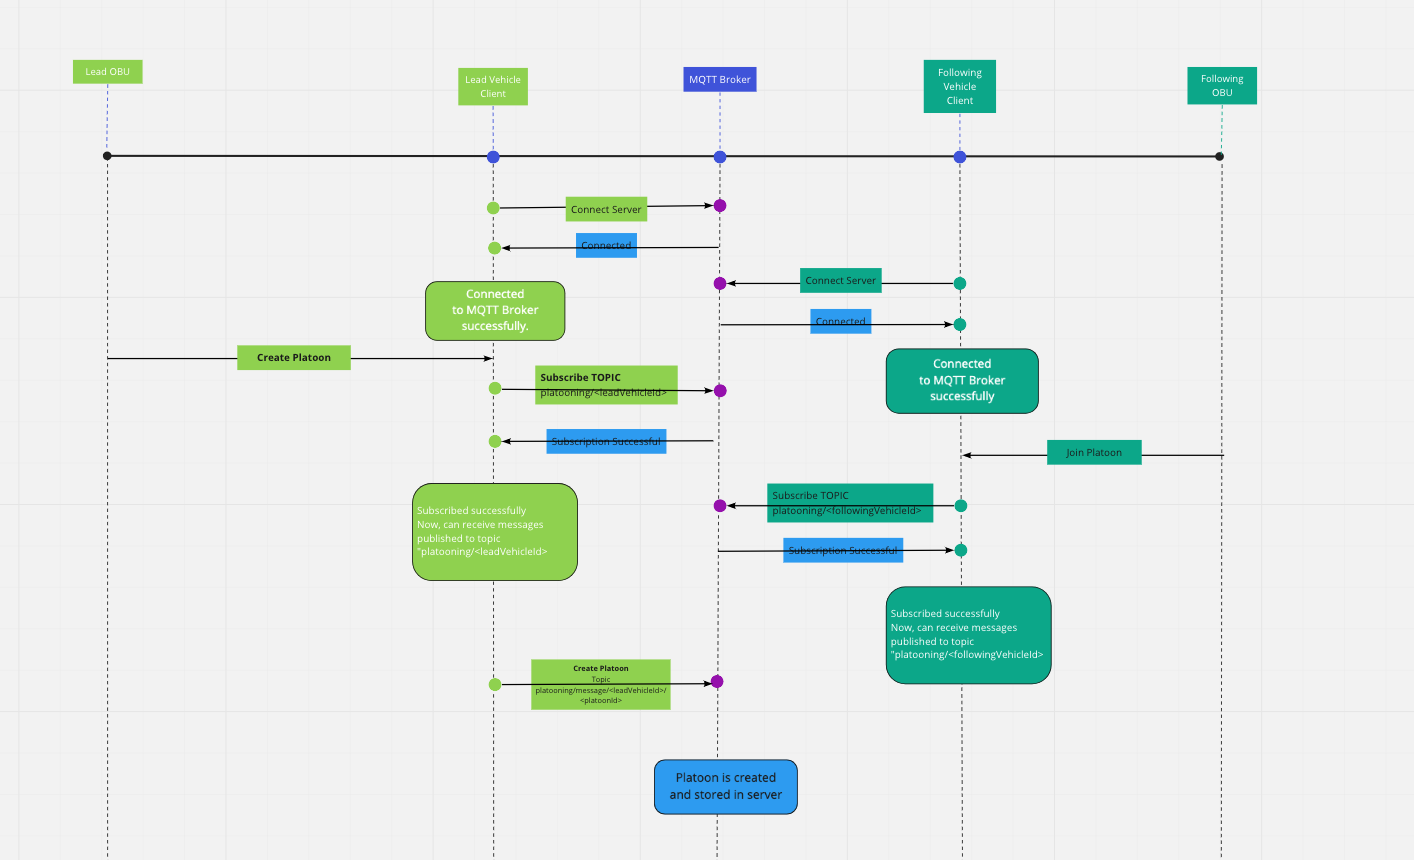 Lead OBU
Lead Vehicle
Client
MQTT Broker
Following
Vehicle
Client
Following
OBU
Connect Server
Connected
Connect Server
Connected
to MQTT Broker
successfully.
Connected
Create Platoon
Connected
to MQTT Broker
successfully
Subscribe TOPIC
platooning/<leadVehicleId>
Subscription Successful
Join Platoon
Subscribed successfully
Now, can receive messages
published to topic
"platooning/<leadVehicleId>
Subscribe TOPIC
platooning/<followingVehicleId>
Subscription Successful
Subscribed successfully
Now, can receive messages
published to topic
"platooning/<followingVehicleId>
Create Platoon
Topic
platooning/message/<leadVehicleId>/
<platoonId>
Platoon is created
and stored in server